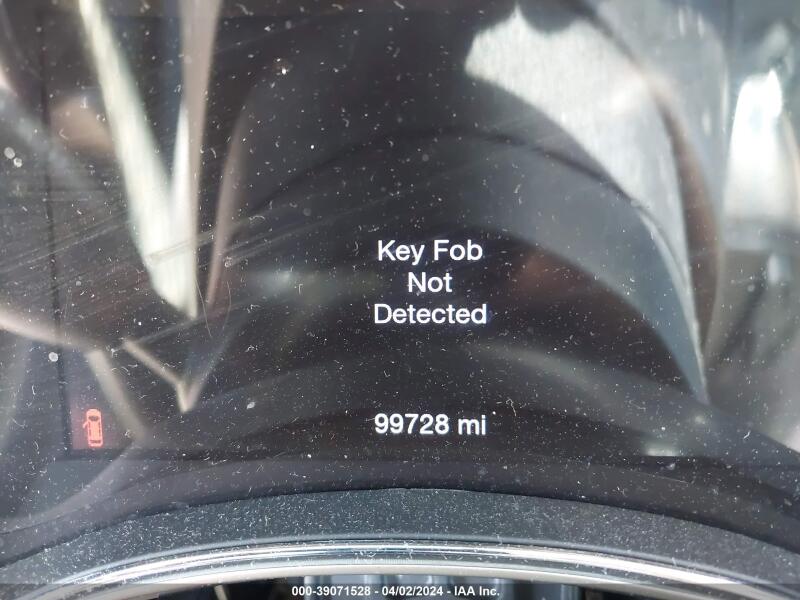 Key Fob
Not
Detected
99728 mi
000-39071528 - 04/02/2024 - IAA Inc.